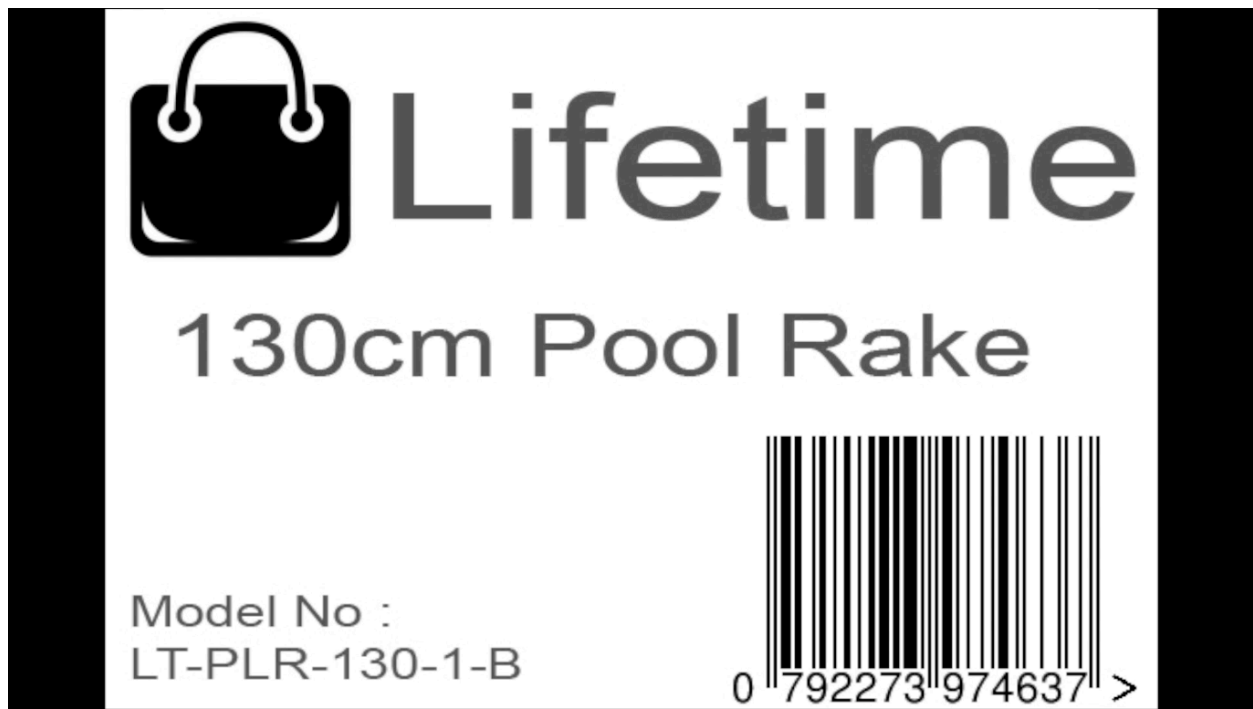 Lifetime
130cm Pool Rake
Model No :
LT-PLR-130-1-B
0 792273 974637 >